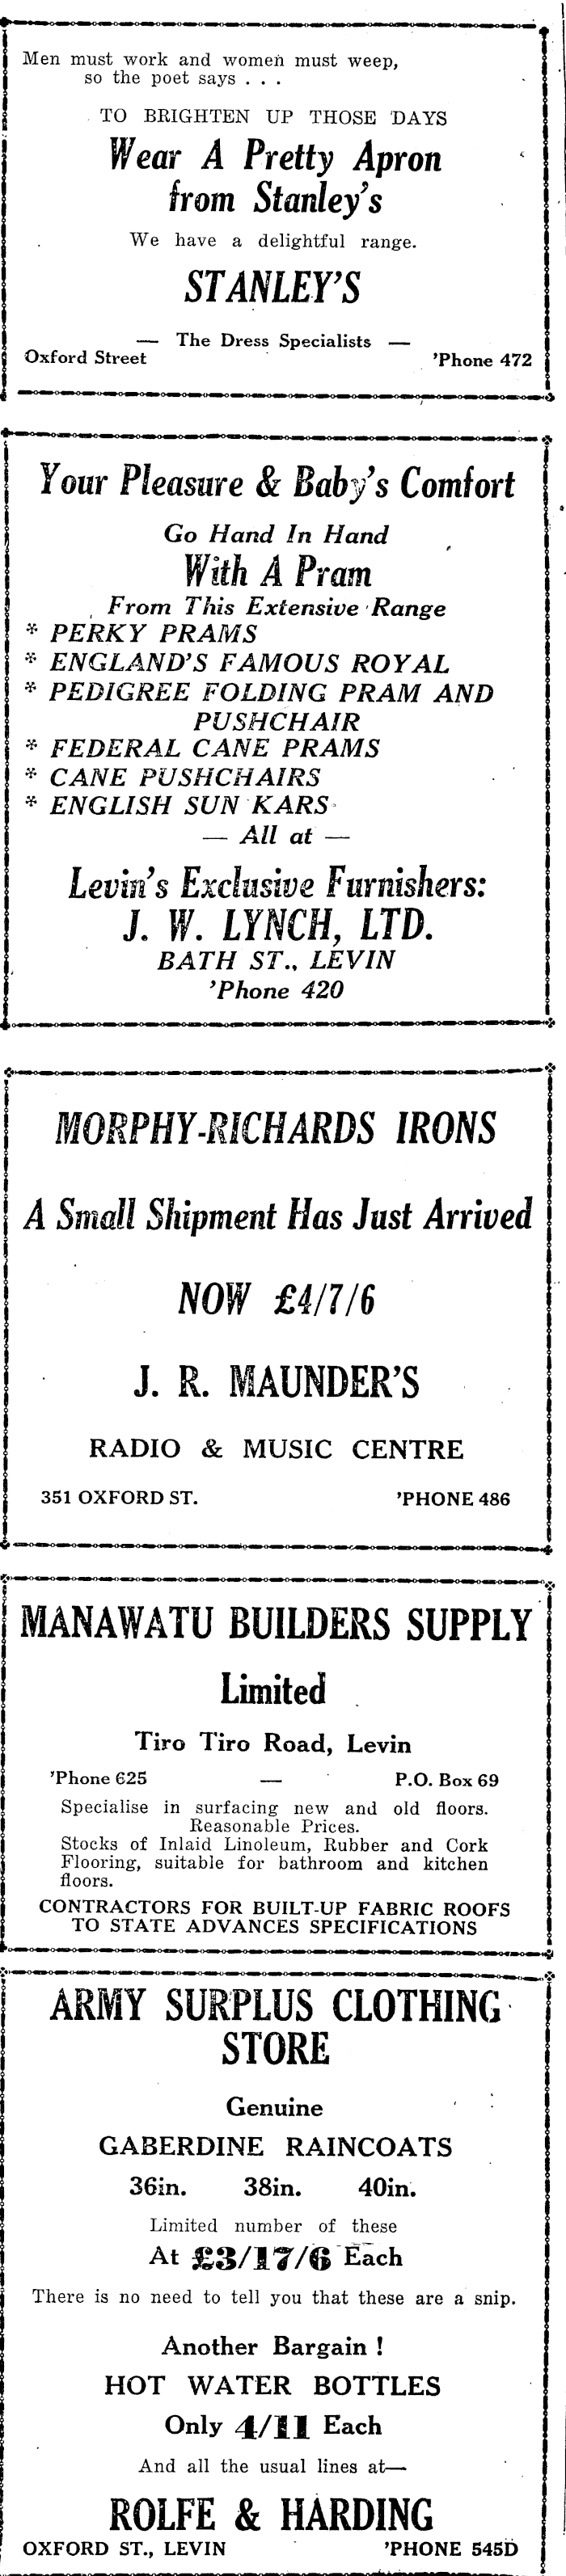 Men must work and women must weep,
so the poet says . . .
TO BRIGHTEN UP THOSE DAYS
Wear A Pretty Apron
from Stanley's
We have a delightful range.
STANLEY'S
— The Dress Specialists —
Oxford Street 'Phone 472
Your Pleasure & Baby's Comfort
Go Hand In Hand
With A Pram
From This Extensive Range
* PERKY PRAMS
* ENGLAND'S FAMOUS ROYAL
* PEDIGREE FOLDING PRAM AND
PUSHCHAIR
* FEDERAL CANE PRAMS
* CANE PUSHCHAIRS
* ENGLISH SUN KARS
— All at —
Levin's Exclusive Furnishers:
J. W. LYNCH, LTD.
BATH ST., LEVIN
'Phone 420
MORPHY-RICHARDS IRONS
A Small Shipment Has Just Arrived
NOW £4/7/6
J. R. MAUNDER'S
RADIO & MUSIC CENTRE
351 OXFORD ST. 'PHONE 486
MANAWATU BUILDERS SUPPLY
Limited
Tiro Tiro Road, Levin
'Phone 625 — P.O. Box 69
Specialise in surfacing new and old floors.
Reasonable Prices.
Stocks of Inlaid Linoleum, Rubber and Cork
Flooring, suitable for bathroom and kitchen
floors.
CONTRACTORS FOR BUILT-UP FABRIC ROOFS
TO STATE ADVANCES SPECIFICATIONS
ARMY SURPLUS CLOTHING
STORE
Genuine
GABERDINE RAINCOATS
36in. 38in. 40in.
Limited number of these
At £3/17/6 Each
There is no need to tell you that these are a snip.
Another Bargain !
HOT WATER BOTTLES
Only 4/11 Each
And all the usual lines at—
ROLFE & HARDING
OXFORD ST., LEVIN 'PHONE 545D